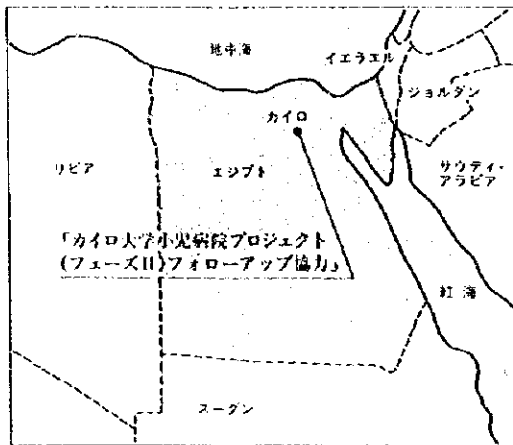 地中海
イエラエル
ジョルダン
カイロ
リビア
エジプト
サウディ・
アラビア
「カイロ大学小児病院プロジェクト
(フェーズII)フォローアップ協力」
紅海
スーダン